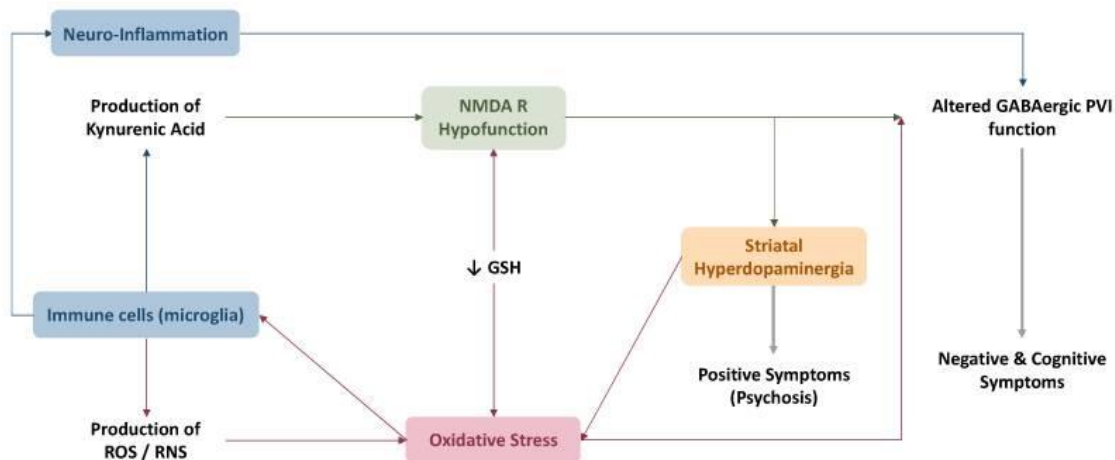 Neuro-Inflammation
Production of
Kynurenic Acid
NMDA R
Hypofunction
Altered GABAergic PVI
function
Striatal
Hyperdopaminergia
↓ GSH
Immune cells (microglia)
Positive Symptoms
(Psychosis)
Negative & Cognitive
Symptoms
Production of
ROS / RNS
Oxidative Stress